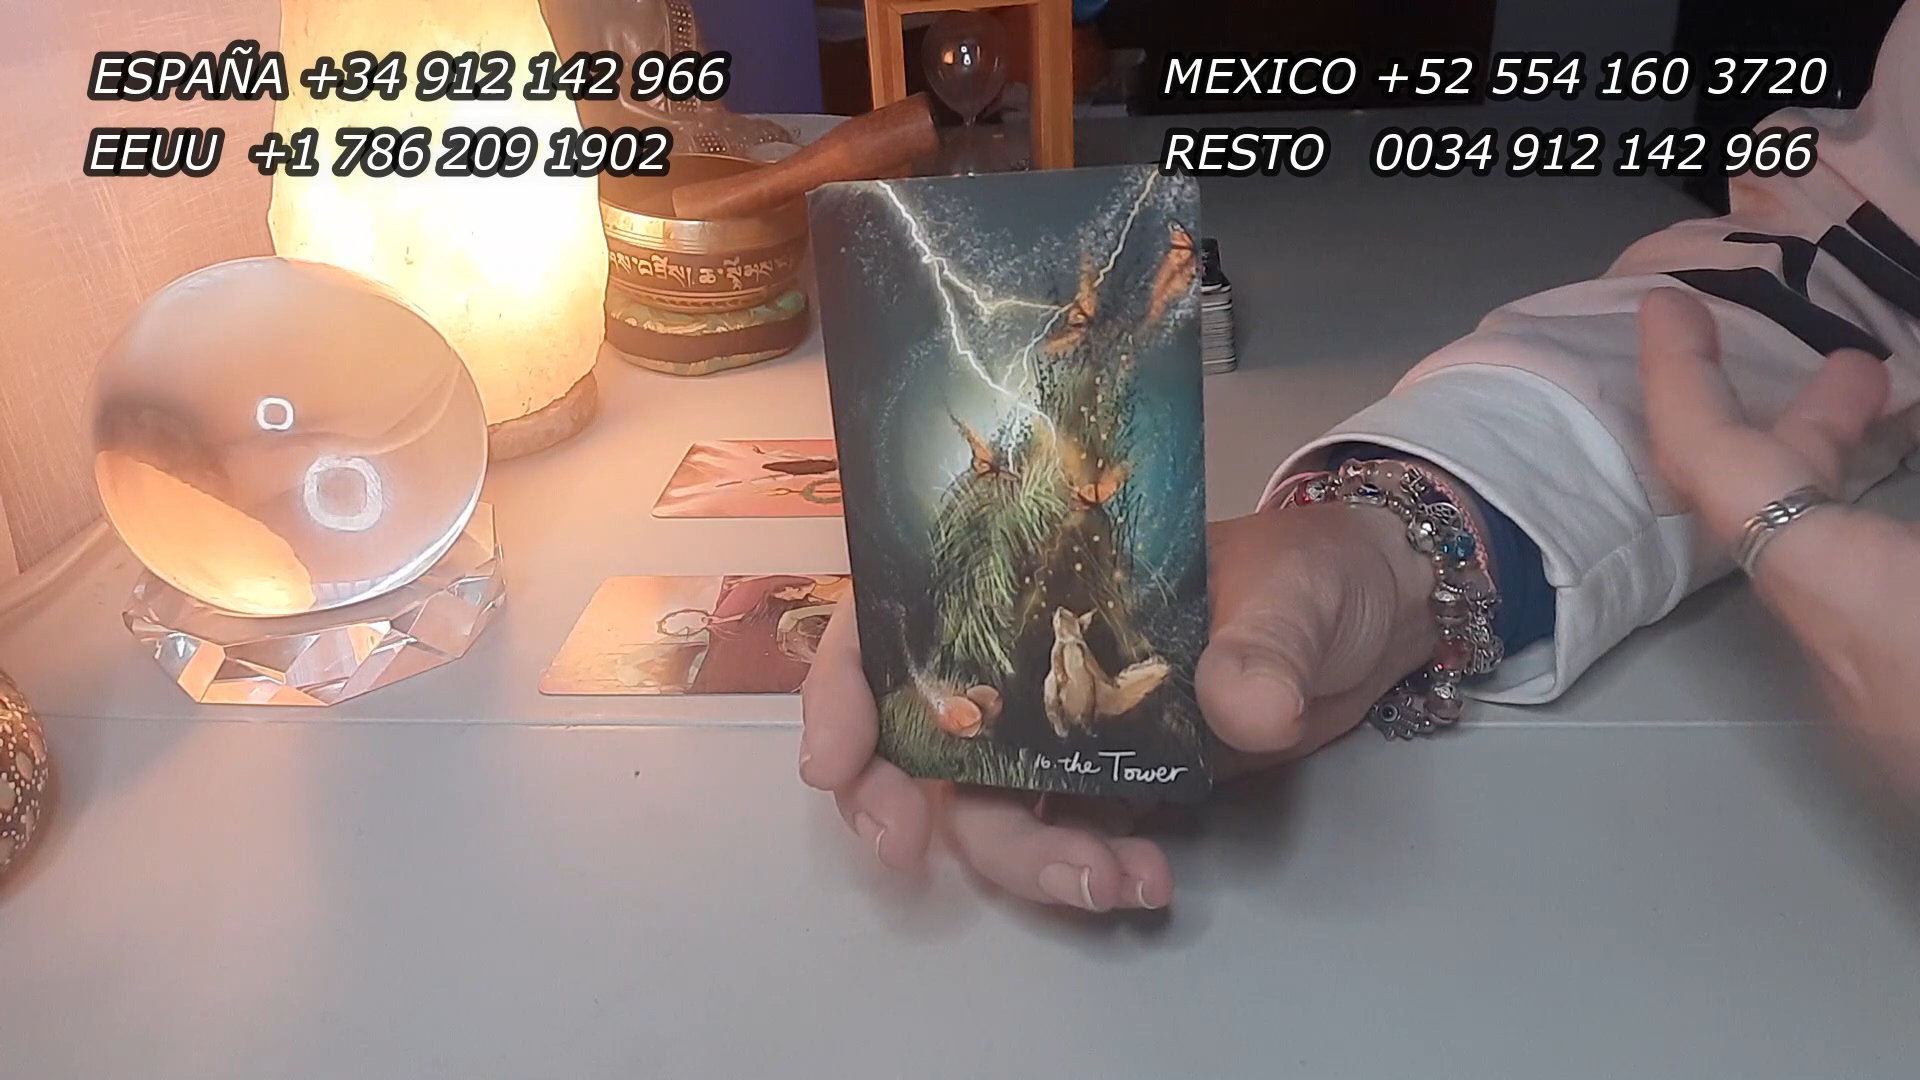 ESPAÑA +34 912 142 966
EEUU +1 786 209 1902
MEXICO +52 554 160 3720
RESTO 0034 912 142 966
16. the Tower